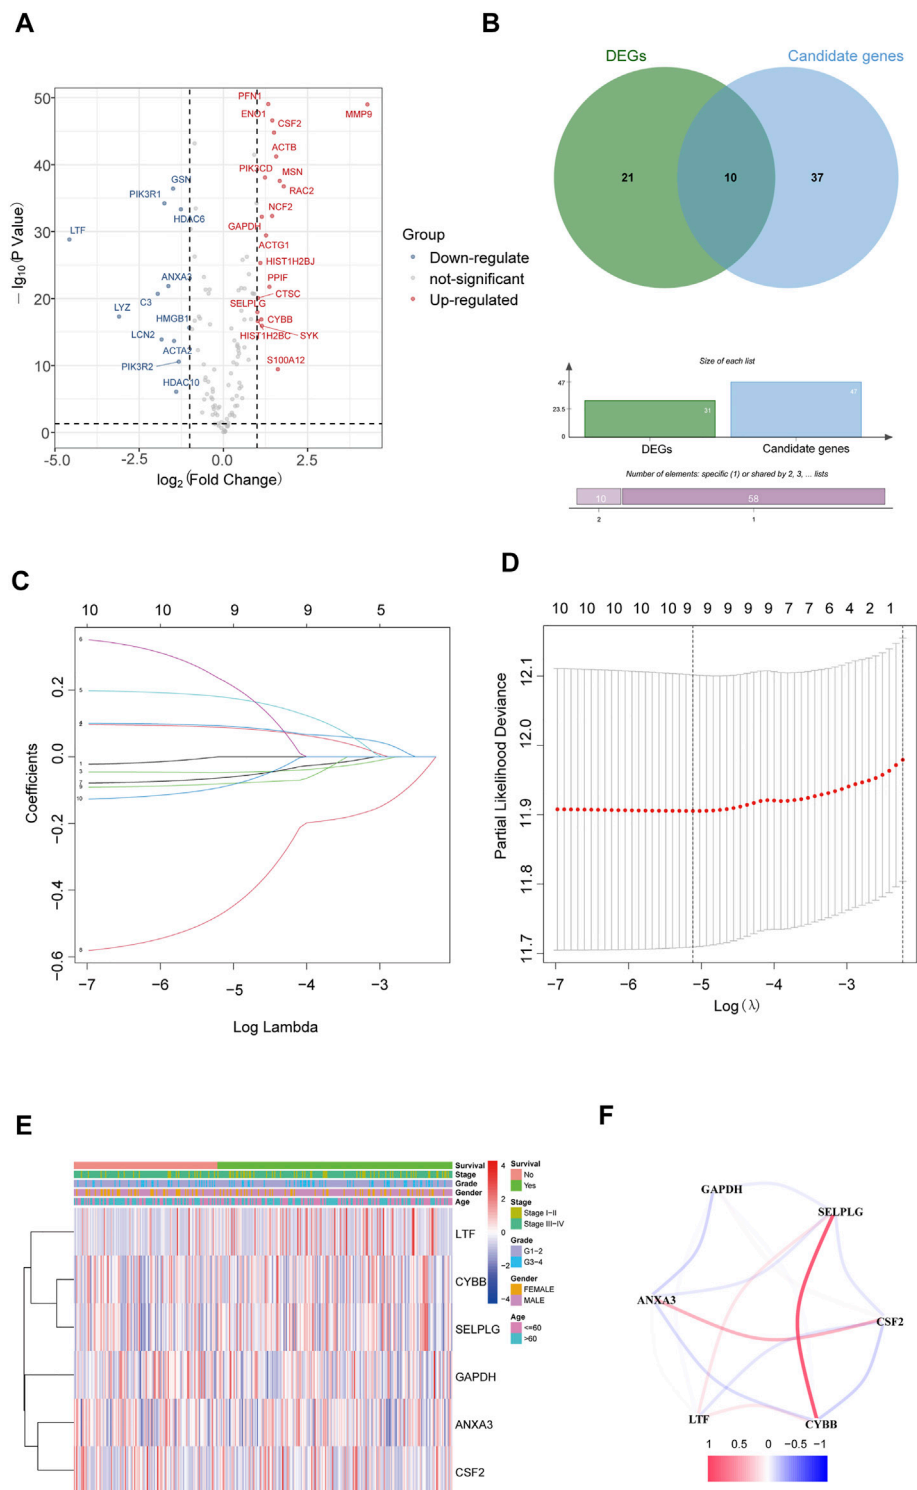 A
50
40
30
20
10
0
-5.0
-2.5
0.0
2.5
− lg10(P Value)
log2(Fold Change)
PFN1
MMP9
ENO1
CSF2
ACTB
PIK3CD
MSN
RAC2
NCF2
GAPDH
ACTG1
HIST1H2BJ
PPIF
CTSC
SELPLG
CYBB
HIST1H2BC
SYK
S100A12
GSN
PIK3R1
HDAC6
LTF
ANXA3
C3
LYZ
HMGB1
LCN2
ACTA2
PIK3R2
HDAC10
Group
Down-regulate
not-significant
Up-regulated
B
DEGs
Candidate genes
21
10
37
Size of each list
47
23.5
0
31
47
DEGs
Candidate genes
Number of elements: specific (1) or shared by 2, 3, ... lists
10
58
2
1
C
10 10 9 9 5
0.2
0.0
−0.2
−0.4
−0.6
−7 −6 −5 −4 −3
Coefficients
Log Lambda
6
5
1
3
7
9
10
D
10 10 10 10 10 9 9 9 9 9 7 7 6 4 2 1
12.1
12.0
11.9
11.8
11.7
−7 −6 −5 −4 −3
Partial Likelihood Deviance
Log(λ)
E
Survival
Stage
Grade
Gender
Age
LTF
CYBB
SELPLG
GAPDH
ANXA3
CSF2
4
2
0
−2
−4
Survival
No
Yes
Stage
Stage I−II
Stage III−IV
Grade
G1−2
G3−4
Gender
FEMALE
MALE
Age
<=60
>60
F
GAPDH
SELPLG
ANXA3
CSF2
LTF
CYBB
1 0.5 0 −0.5 −1